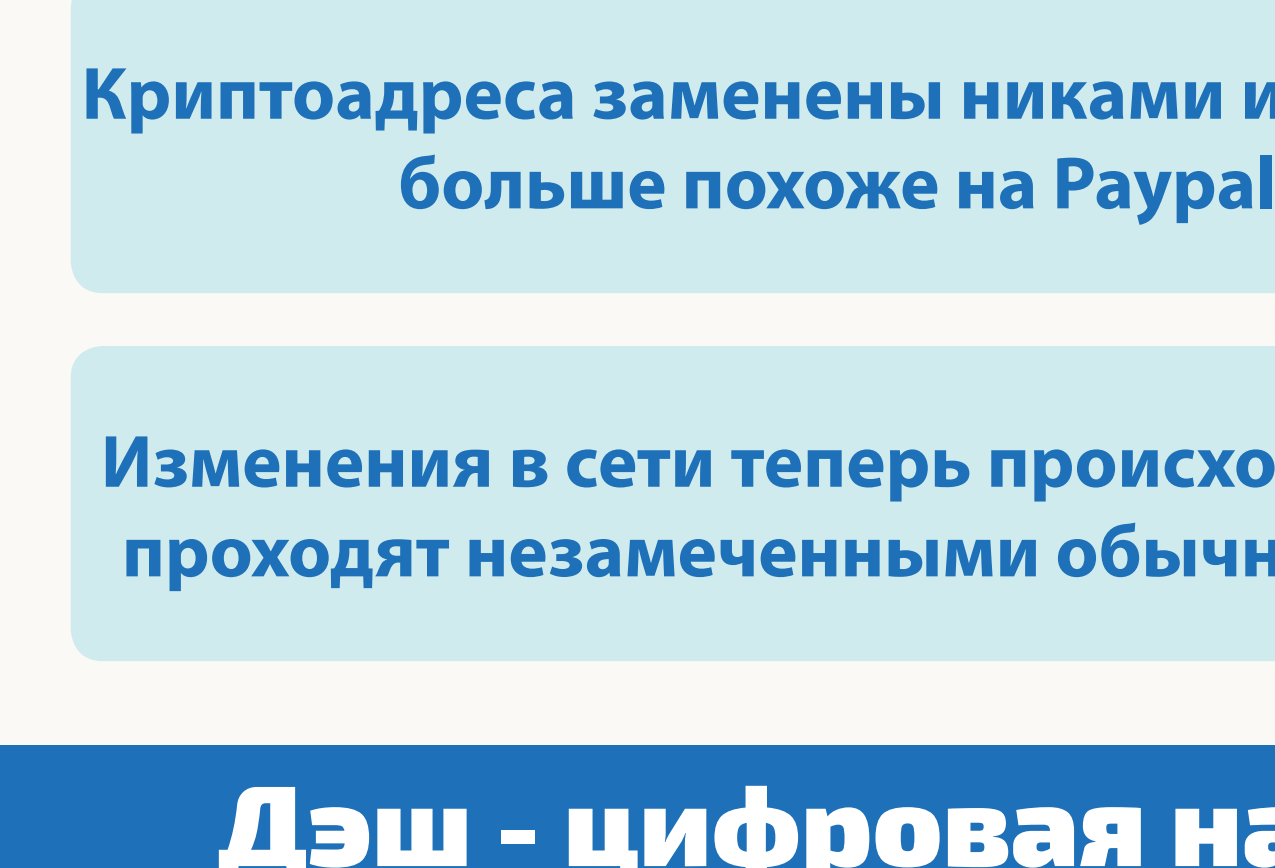 Криптоадреса заменены никами и
больше похоже на Paypal
Изменения в сети теперь происхо
проходят незамеченными обычн
Дэш - цифровая на